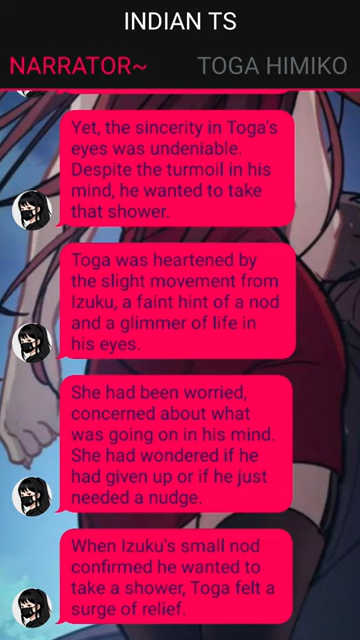 INDIAN TS
NARRATOR~ TOGA HIMIKO
Yet, the sincerity in Toga's
eyes was undeniable.
Despite the turmoil in his
mind, he wanted to take
that shower.
Toga was heartened by
the slight movement from
Izuku, a faint hint of a nod
and a glimmer of life in
his eyes.
She had been worried,
concerned about what
was going on in his mind.
She had wondered if he
had given up or if he just
needed a nudge.
When Izuku's small nod
confirmed he wanted to
take a shower, Toga felt a
surge of relief.